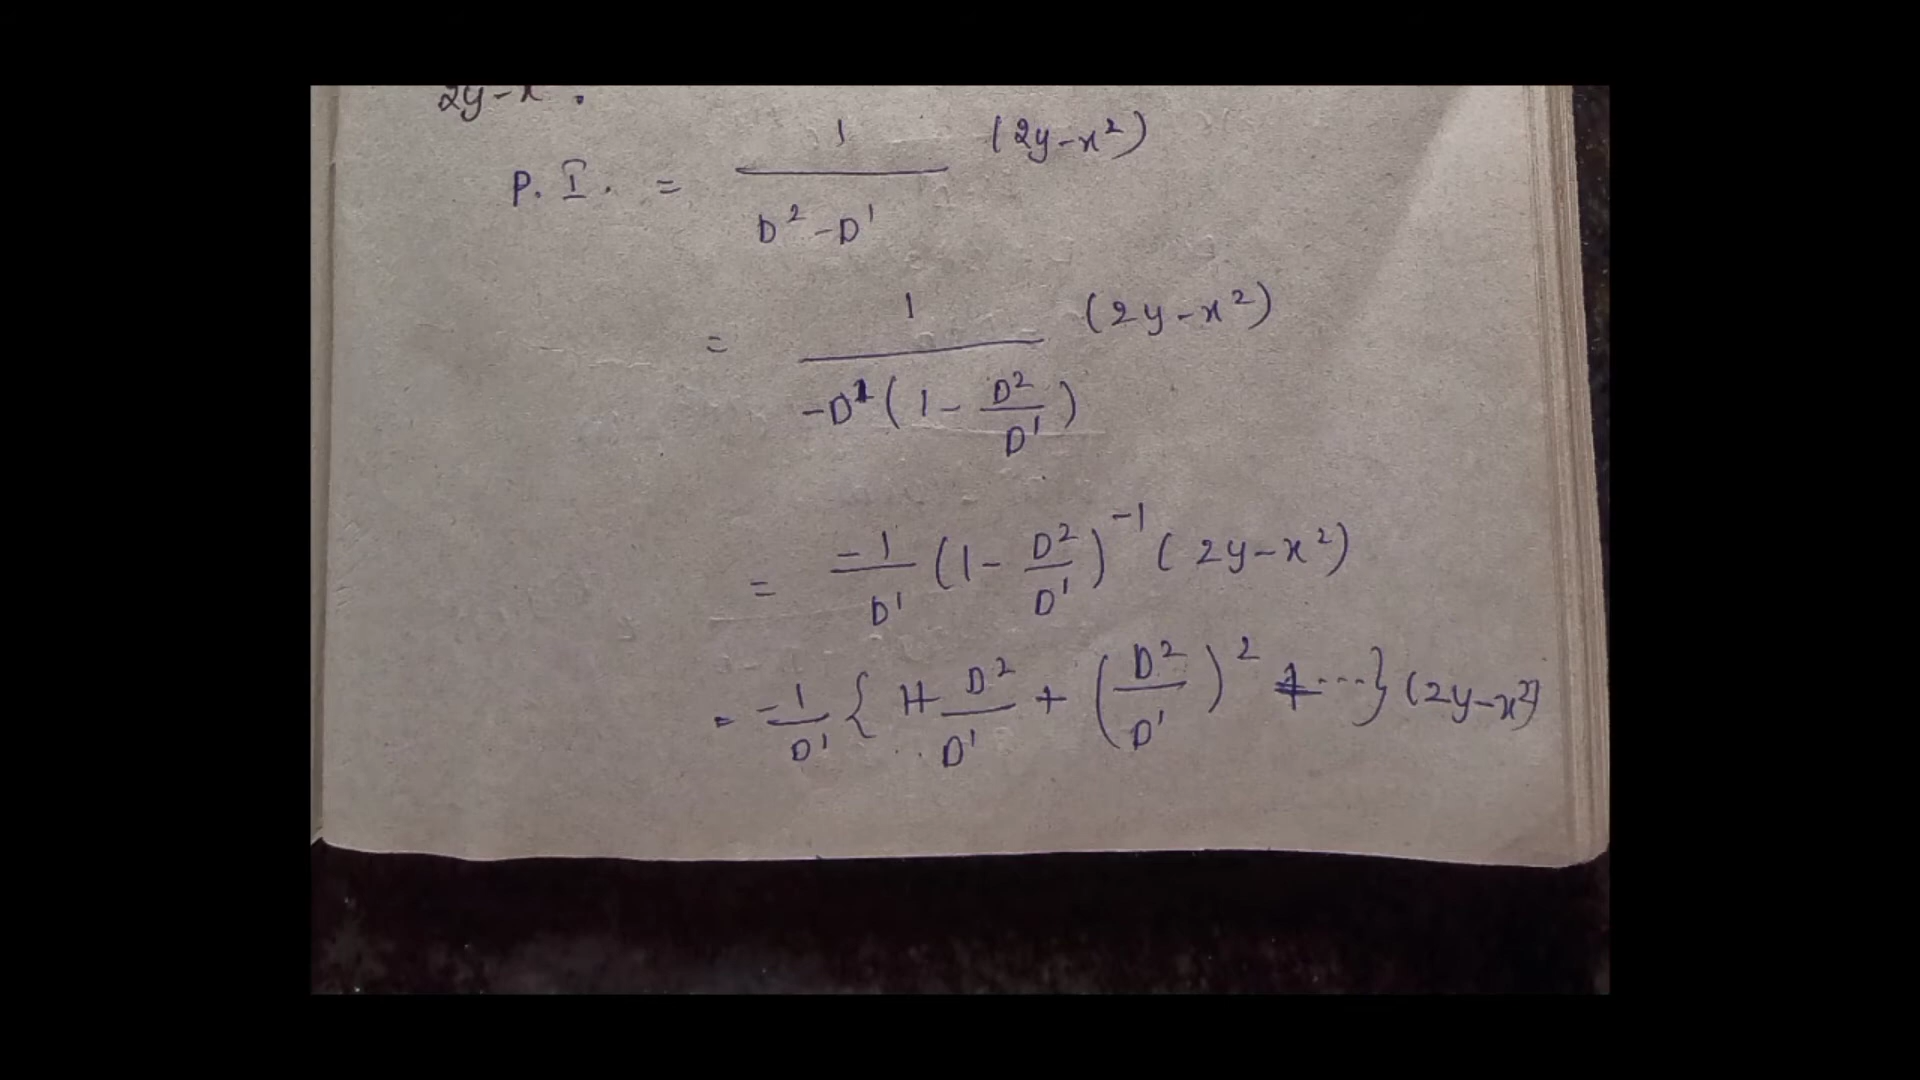 2y-x .
P. I. = 1/(D²-D') (2y-x²)
= 1/(-D'(1 - D²/D')) (2y-x²)
= -1/D' (1 - D²/D')⁻¹ (2y-x²)
= -1/D' { 1+ D²/D' + (D²/D')² + ...} (2y-x²)